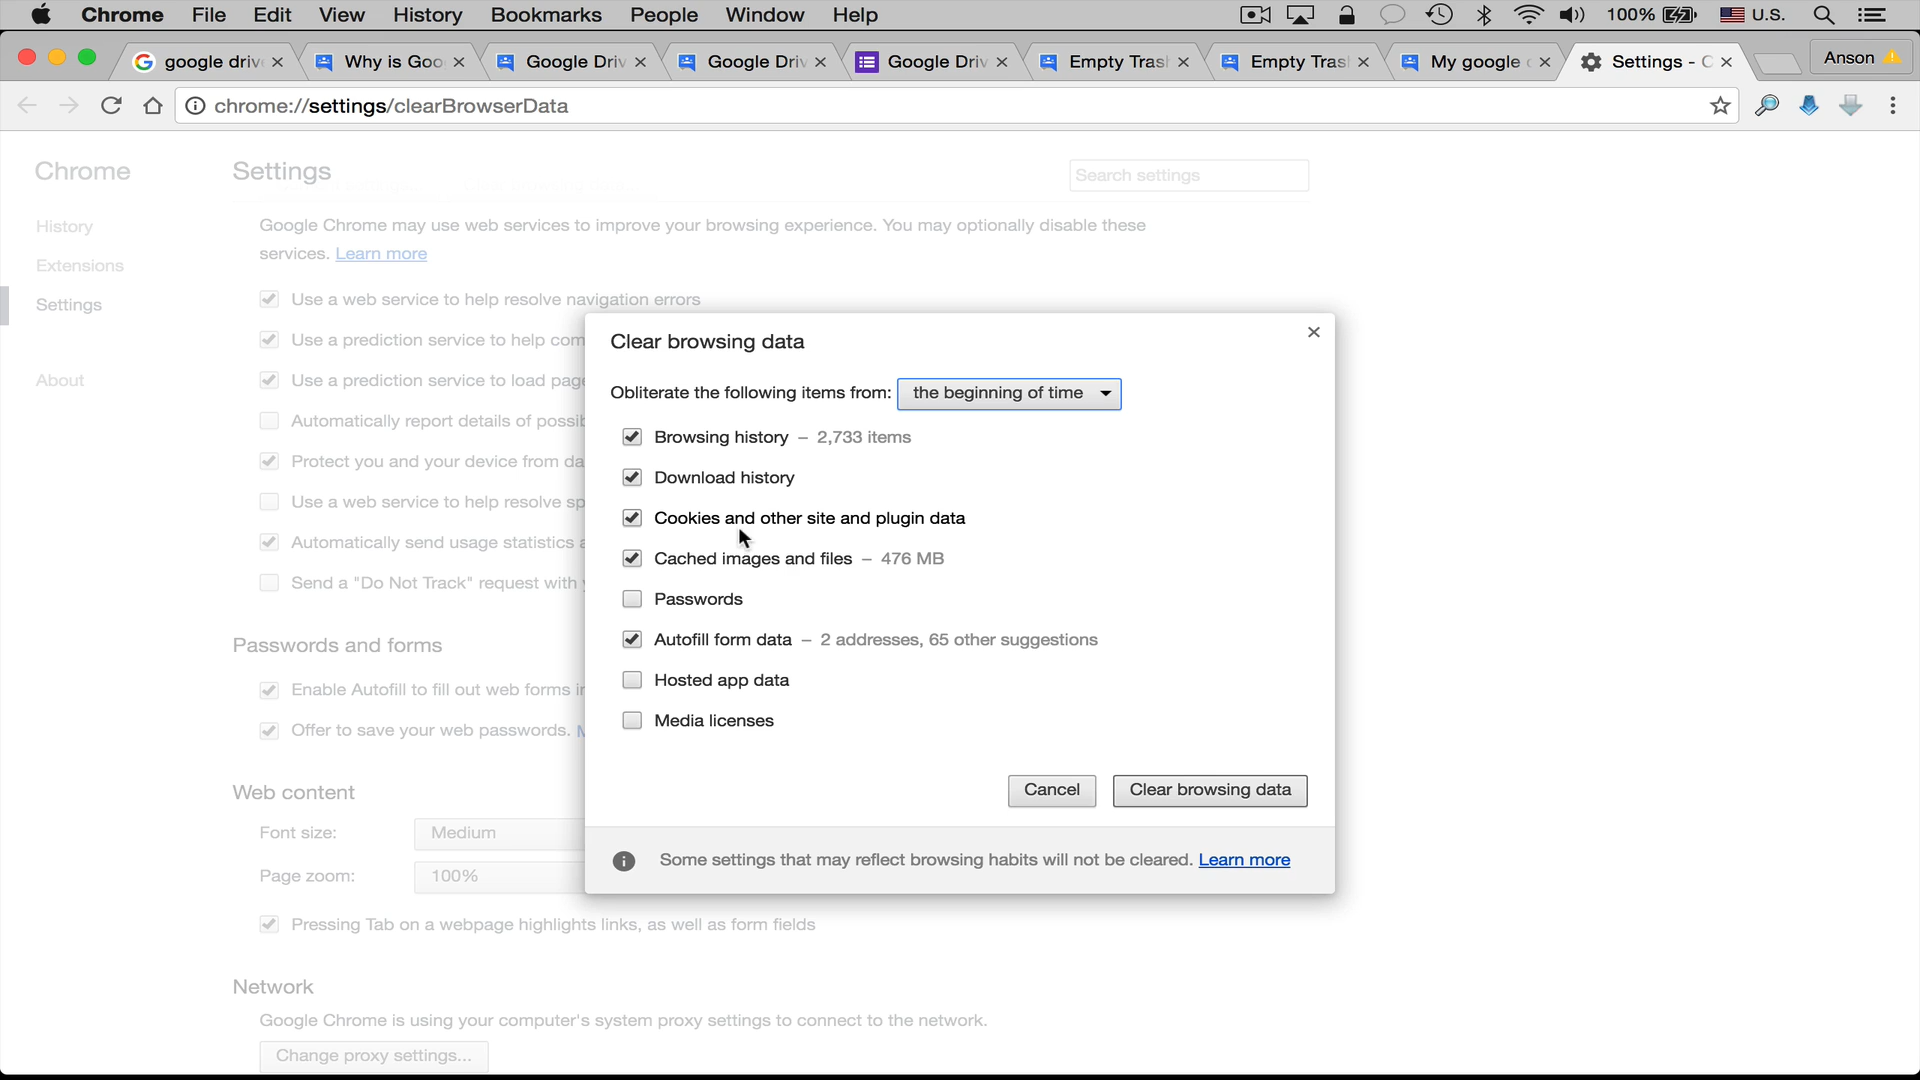 Chrome File Edit View History Bookmarks People Window Help 100% U.S.
google driv Why is Goo Google Driv Google Driv Google Driv Empty Tras Empty Tras My google Settings - C Anson
chrome://settings/clearBrowserData
Chrome
Settings
Search settings
History
Extensions
Settings
About
Google Chrome may use web services to improve your browsing experience. You may optionally disable these
services. Learn more
Use a web service to help resolve navigation errors
Use a prediction service to help com
Use a prediction service to load page
Automatically report details of possib
Protect you and your device from da
Use a web service to help resolve sp
Automatically send usage statistics a
Send a "Do Not Track" request with
Passwords and forms
Enable Autofill to fill out web forms in
Offer to save your web passwords. M
Web content
Font size: Medium
Page zoom: 100%
Pressing Tab on a webpage highlights links, as well as form fields
Network
Google Chrome is using your computer's system proxy settings to connect to the network.
Change proxy settings...
Clear browsing data
Obliterate the following items from: the beginning of time
Browsing history – 2,733 items
Download history
Cookies and other site and plugin data
Cached images and files – 476 MB
Passwords
Autofill form data – 2 addresses, 65 other suggestions
Hosted app data
Media licenses
Cancel Clear browsing data
Some settings that may reflect browsing habits will not be cleared. Learn more